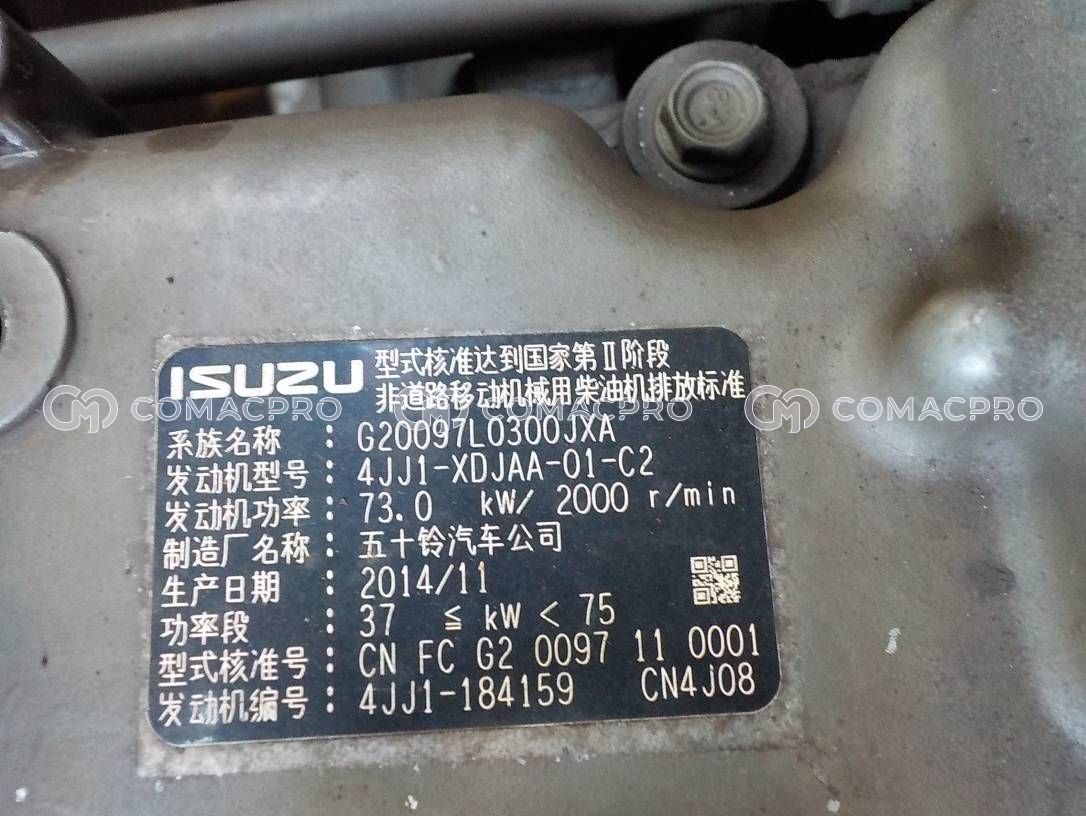 ISUZU
型式核准达到国家第Ⅱ阶段
非道路移动机械用柴油机排放标准
系族名称 : G20097L0300JXA
发动机型号 : 4JJ1-XDJAA-01-C2
发动机功率 : 73.0 kW/ 2000 r/min
制造厂名称 : 五十铃汽车公司
生产日期 : 2014/11
功率段 : 37 ≦ kW < 75
型式核准号 : CN FC G2 0097 11 0001
发动机编号 : 4JJ1-184159 CN4J08
COMACPRO COMACPRO COMACPRO